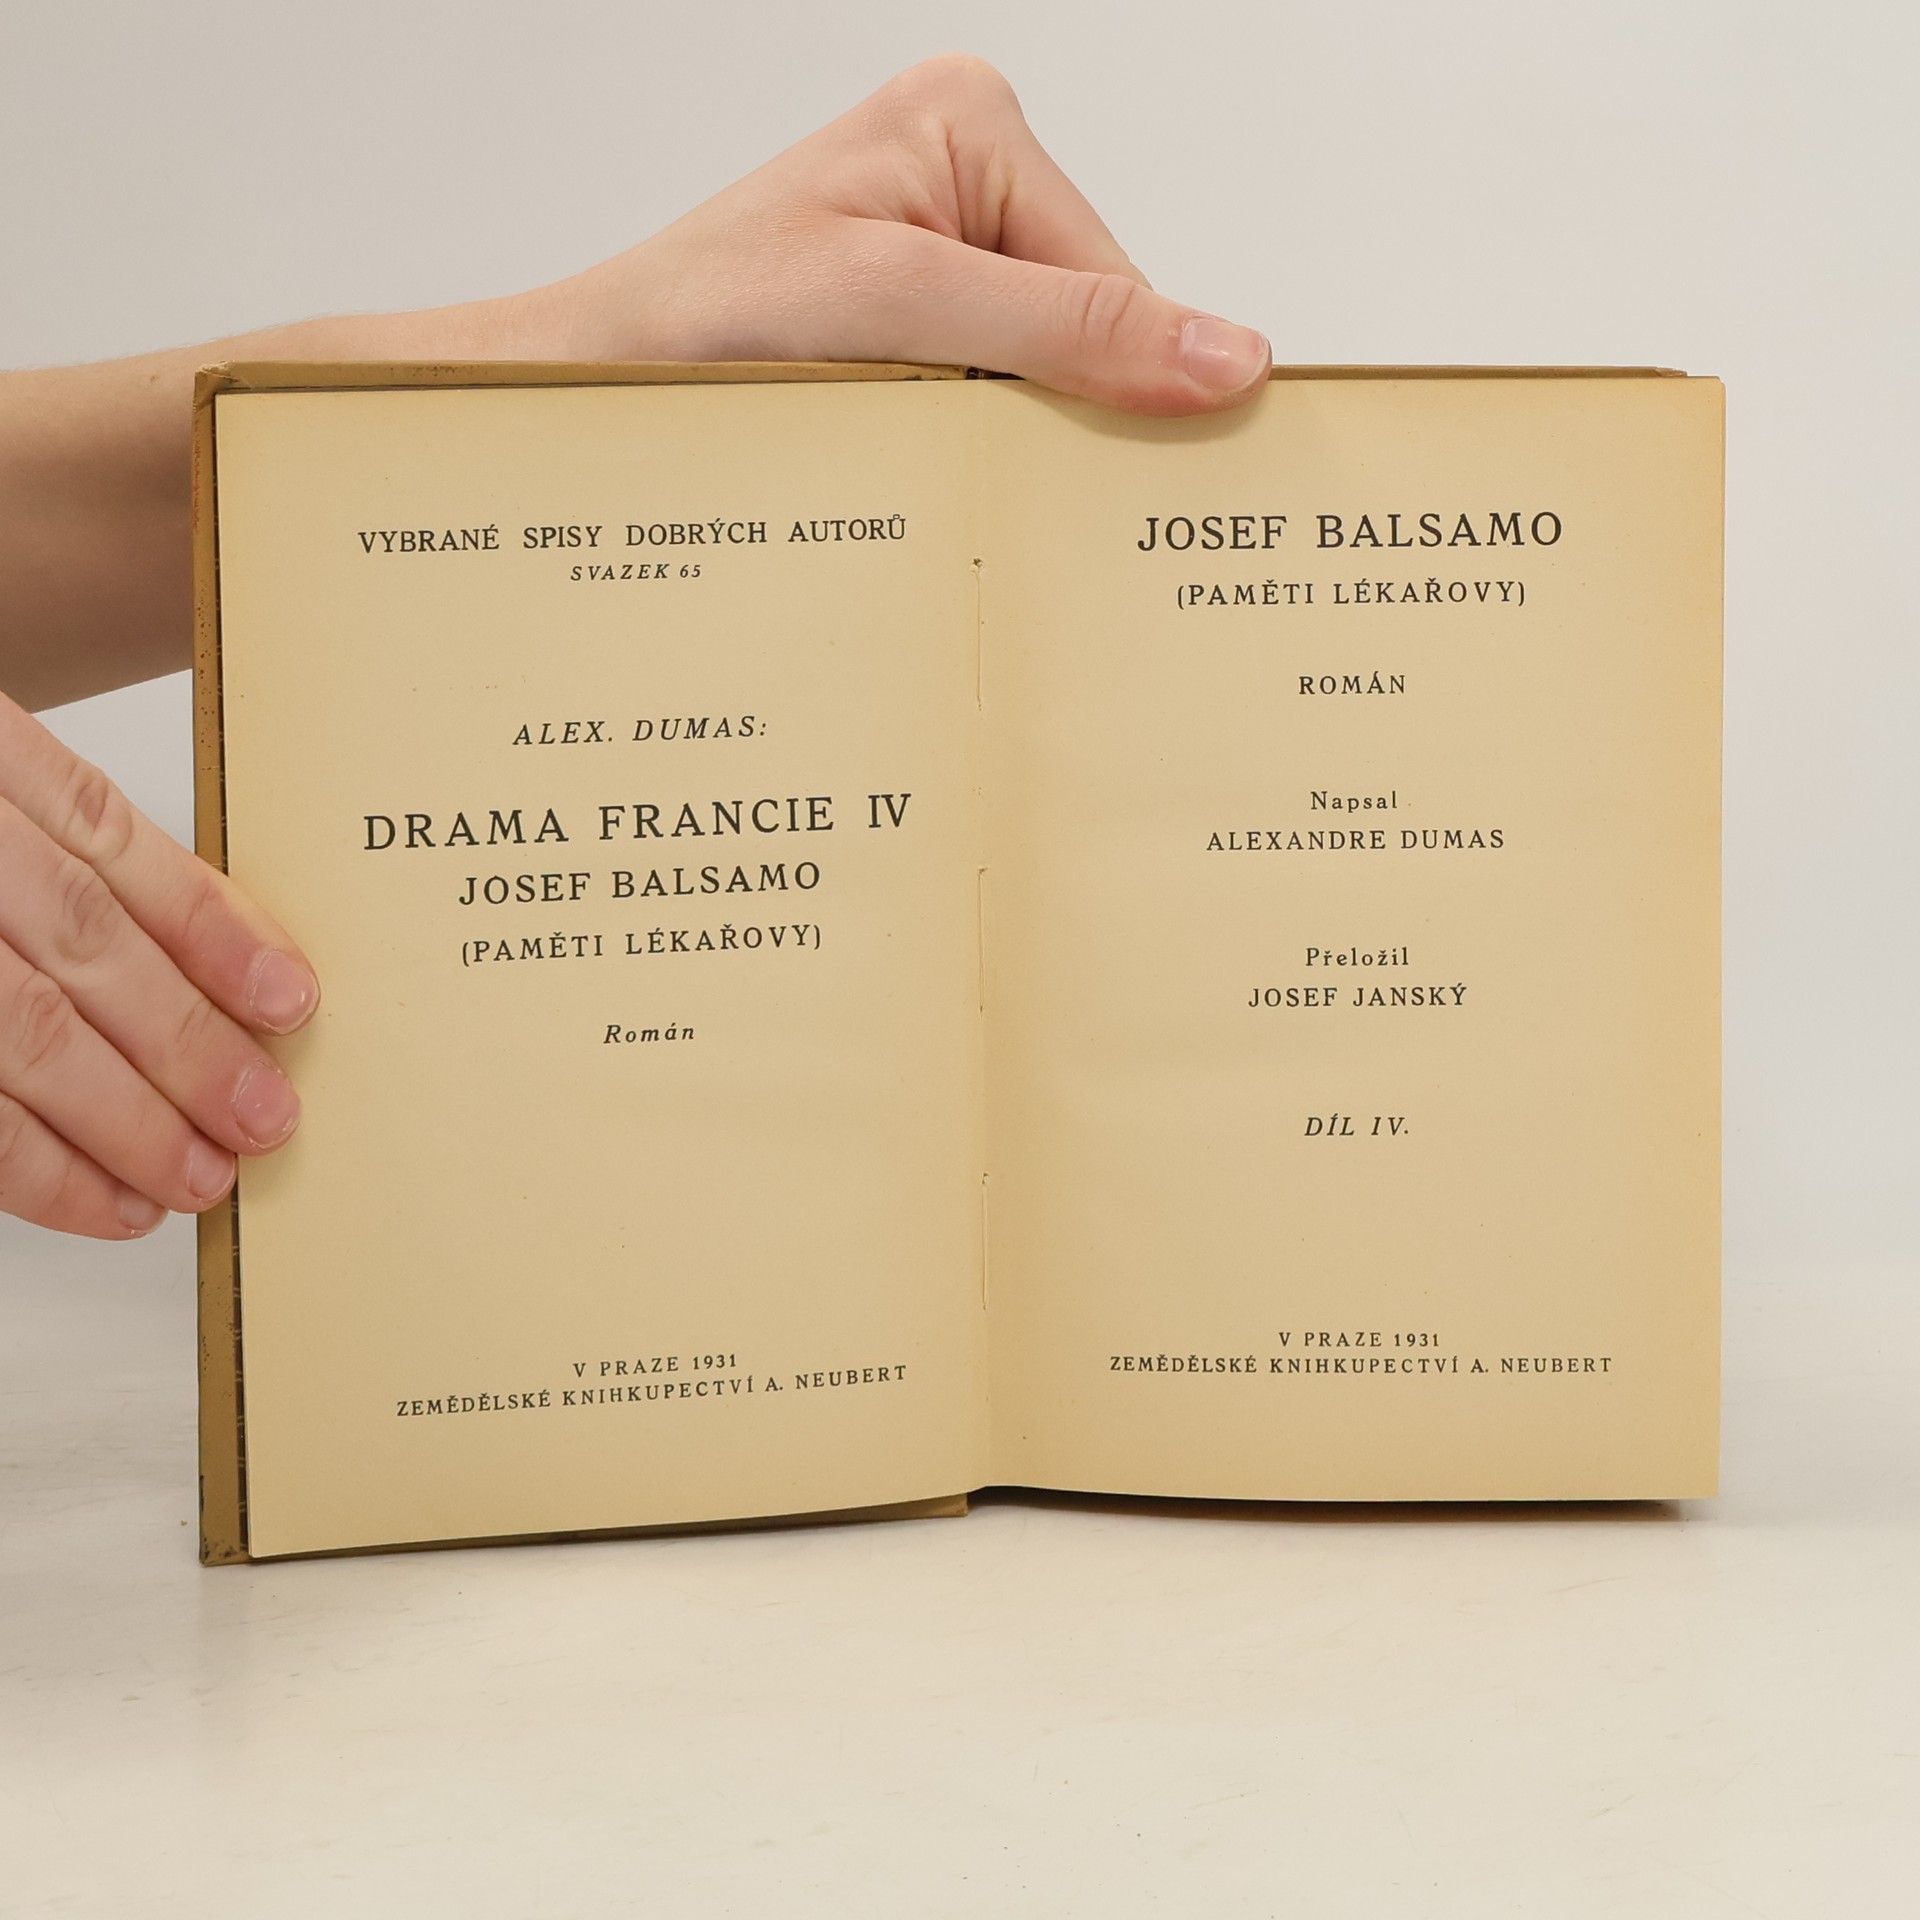 VYBRANÉ SPISY DOBRÝCH AUTORŮ
SVAZEK 65
ALEX. DUMAS:
DRAMA FRANCIE IV
JOSEF BALSAMO
(PAMĚTI LÉKAŘOVY)
Román
V PRAZE 1931
ZEMĚDĚLSKÉ KNIHKUPECTVÍ A. NEUBERT
JOSEF BALSAMO
(PAMĚTI LÉKAŘOVY)
ROMÁN
Napsal
ALEXANDRE DUMAS
Přeložil
JOSEF JANSKÝ
DÍL IV.
V PRAZE 1931
ZEMĚDĚLSKÉ KNIHKUPECTVÍ A. NEUBERT